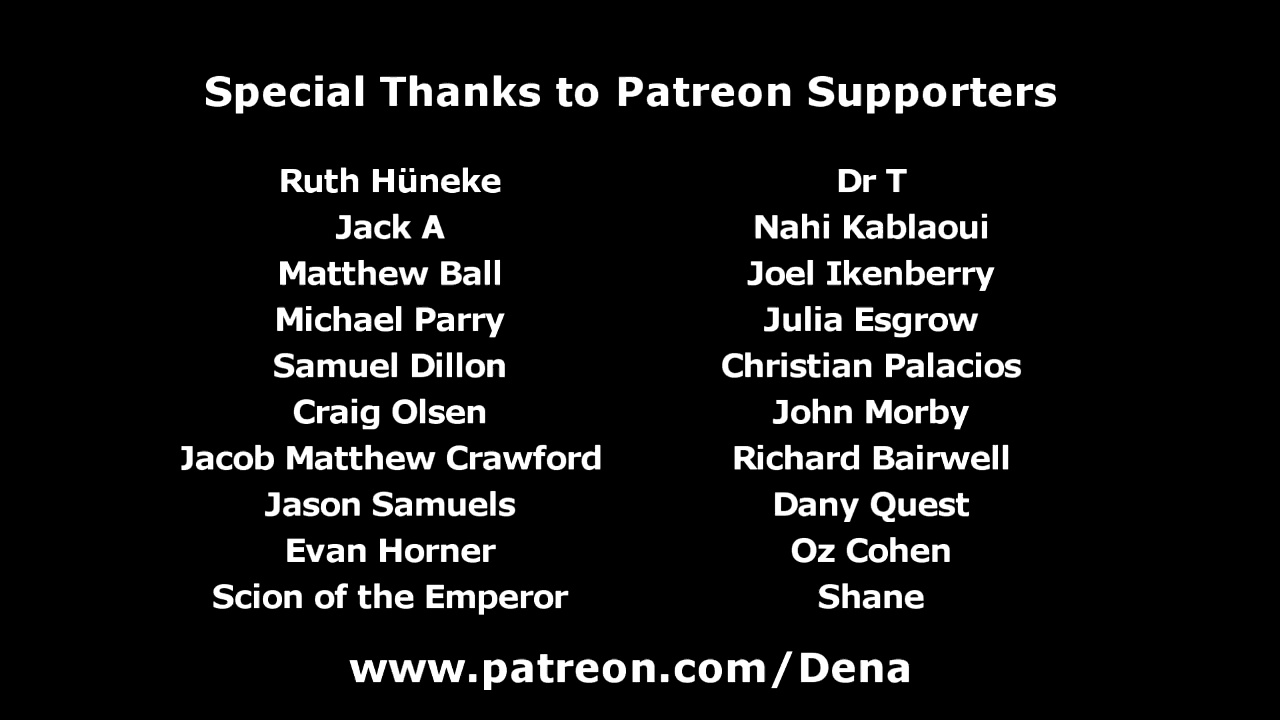 Special Thanks to Patreon Supporters
Ruth Hüneke
Jack A
Matthew Ball
Michael Parry
Samuel Dillon
Craig Olsen
Jacob Matthew Crawford
Jason Samuels
Evan Horner
Scion of the Emperor
Dr T
Nahi Kablaoui
Joel Ikenberry
Julia Esgrow
Christian Palacios
John Morby
Richard Bairwell
Dany Quest
Oz Cohen
Shane
www.patreon.com/Dena